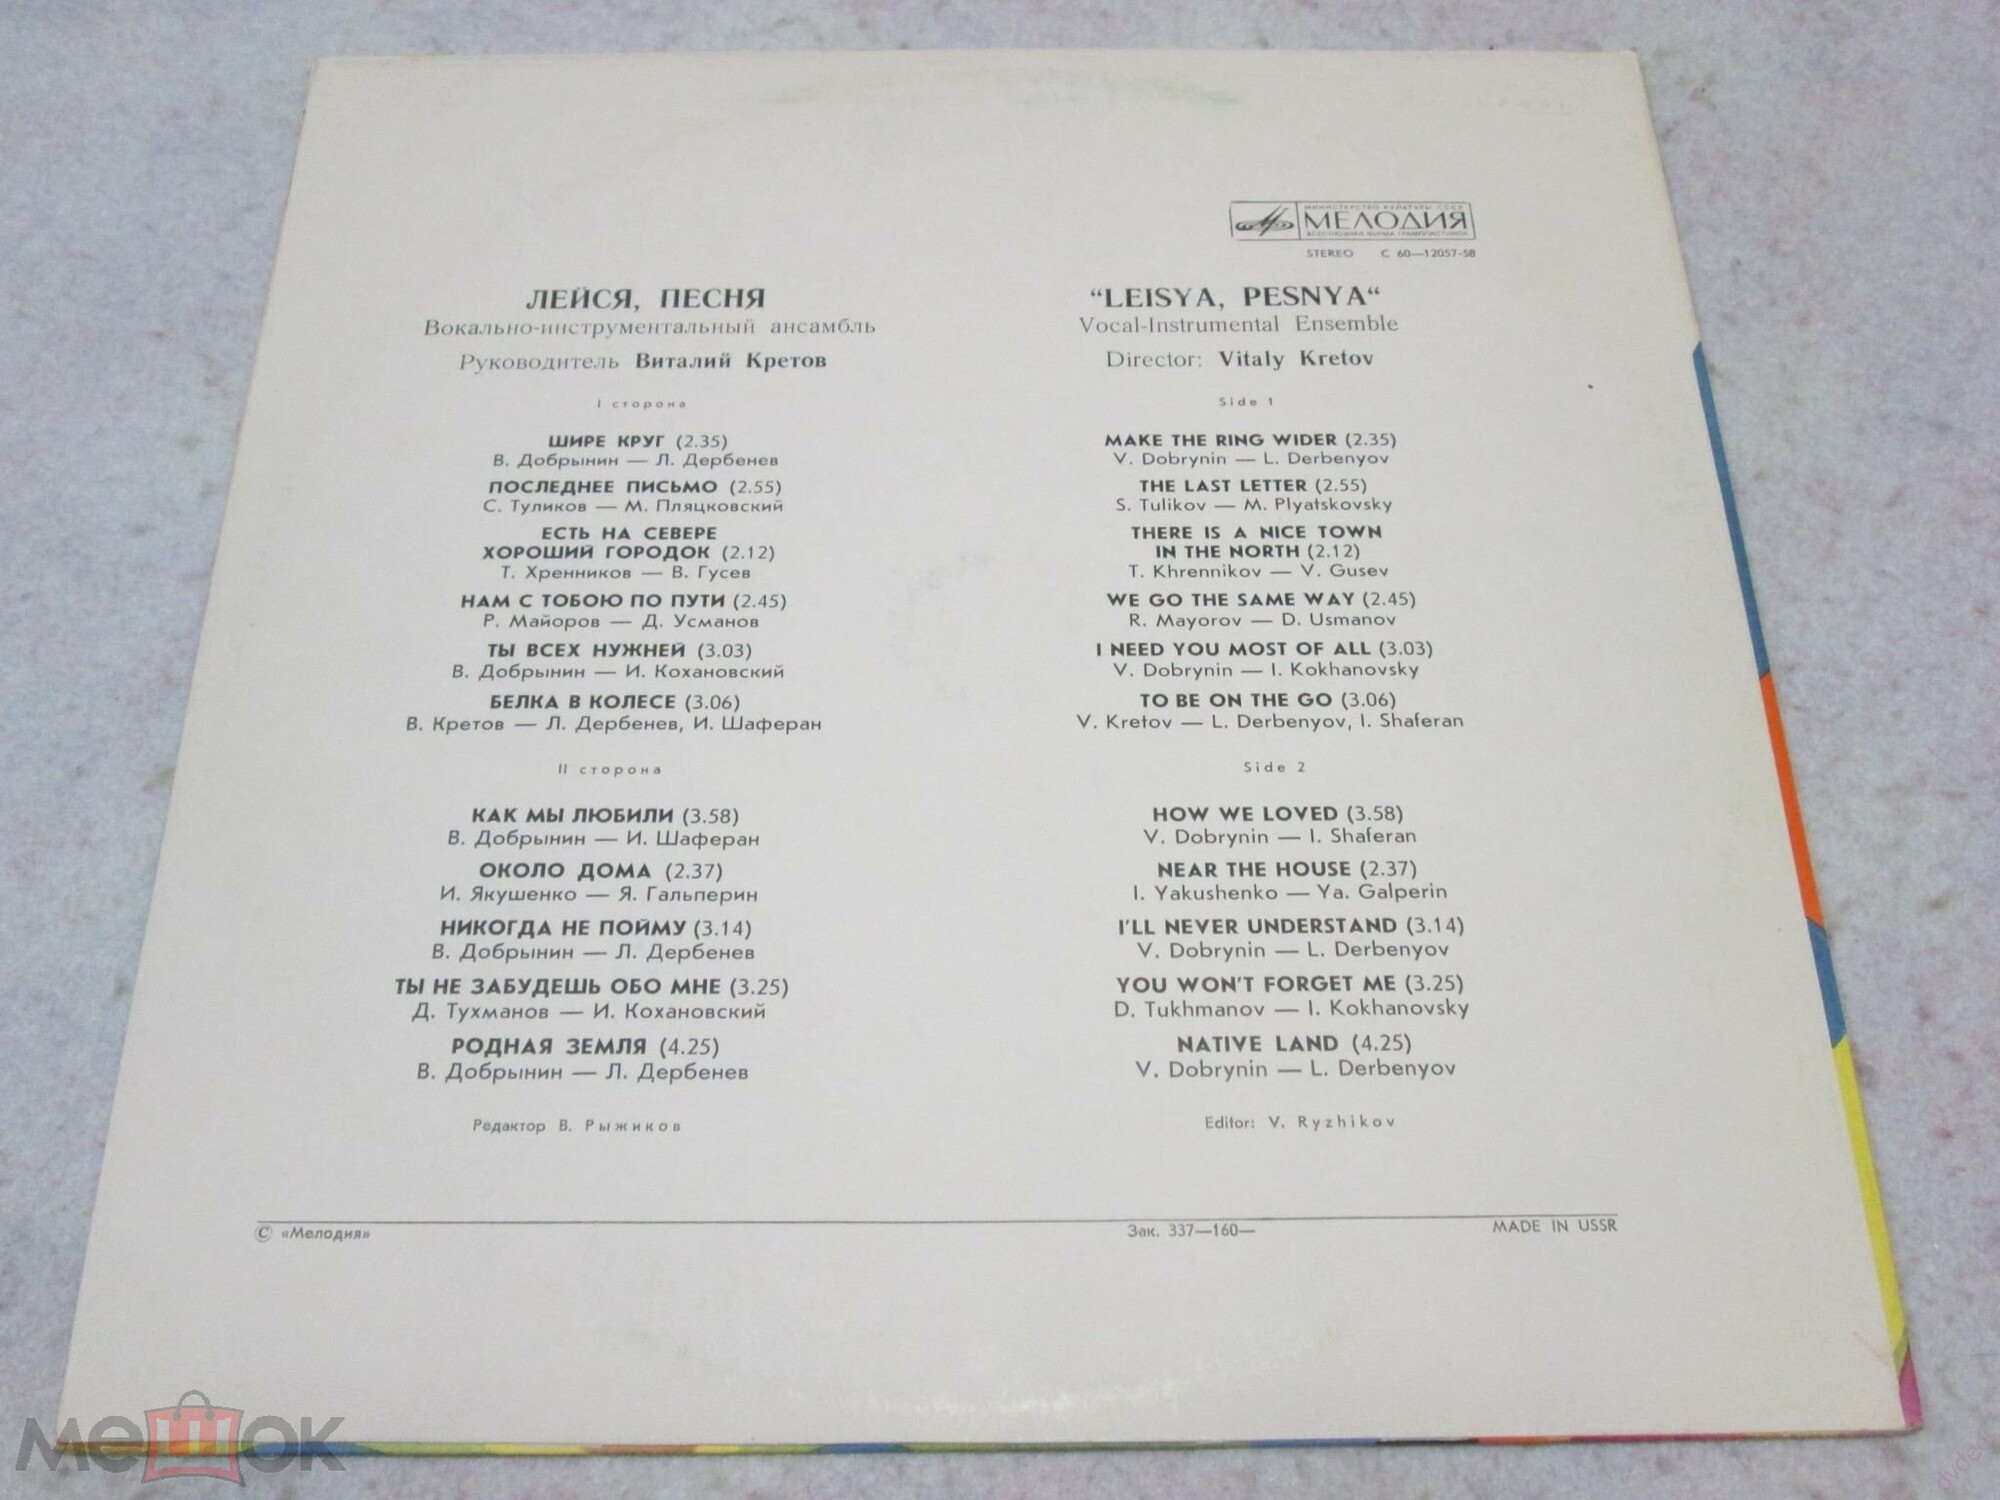 МИНИСТЕРСТВО КУЛЬТУРЫ СССР
МЕЛОДИЯ
ВСЕСОЮЗНАЯ ФИРМА ГРАМПЛАСТИНОК
STEREO С 60—12057-58
ЛЕЙСЯ, ПЕСНЯ
Вокально-инструментальный ансамбль
Руководитель Виталий Кретов
I сторона
ШИРЕ КРУГ (2.35)
В. Добрынин — Л. Дербенев
ПОСЛЕДНЕЕ ПИСЬМО (2.55)
С. Туликов — М. Пляцковский
ЕСТЬ НА СЕВЕРЕ
ХОРОШИЙ ГОРОДОК (2.12)
Т. Хренников — В. Гусев
НАМ С ТОБОЮ ПО ПУТИ (2.45)
Р. Майоров — Д. Усманов
ТЫ ВСЕХ НУЖНЕЙ (3.03)
В. Добрынин — И. Кохановский
БЕЛКА В КОЛЕСЕ (3.06)
В. Кретов — Л. Дербенев, И. Шаферан
II сторона
КАК МЫ ЛЮБИЛИ (3.58)
В. Добрынин — И. Шаферан
ОКОЛО ДОМА (2.37)
И. Якушенко — Я. Гальперин
НИКОГДА НЕ ПОЙМУ (3.14)
В. Добрынин — Л. Дербенев
ТЫ НЕ ЗАБУДЕШЬ ОБО МНЕ (3.25)
Д. Тухманов — И. Кохановский
РОДНАЯ ЗЕМЛЯ (4.25)
В. Добрынин — Л. Дербенев
Редактор В. Рыжиков
“LEISYA, PESNYA“
Vocal-Instrumental Ensemble
Director: Vitaly Kretov
Side 1
MAKE THE RING WIDER (2.35)
V. Dobrynin — L. Derbenyov
THE LAST LETTER (2.55)
S. Tulikov — M. Plyatskovsky
THERE IS A NICE TOWN
IN THE NORTH (2.12)
T. Khrennikov — V. Gusev
WE GO THE SAME WAY (2.45)
R. Mayorov — D. Usmanov
I NEED YOU MOST OF ALL (3.03)
V. Dobrynin — I. Kokhanovsky
TO BE ON THE GO (3.06)
V. Kretov — L. Derbenyov, I. Shaferan
Side 2
HOW WE LOVED (3.58)
V. Dobrynin — I. Shaferan
NEAR THE HOUSE (2.37)
I. Yakushenko — Ya. Galperin
I'LL NEVER UNDERSTAND (3.14)
V. Dobrynin — L. Derbenyov
YOU WON'T FORGET ME (3.25)
D. Tukhmanov — I. Kokhanovsky
NATIVE LAND (4.25)
V. Dobrynin — L. Derbenyov
Editor: V. Ryzhikov
© «Мелодия»
Зак. 337—160—
MADE IN USSR
мешок